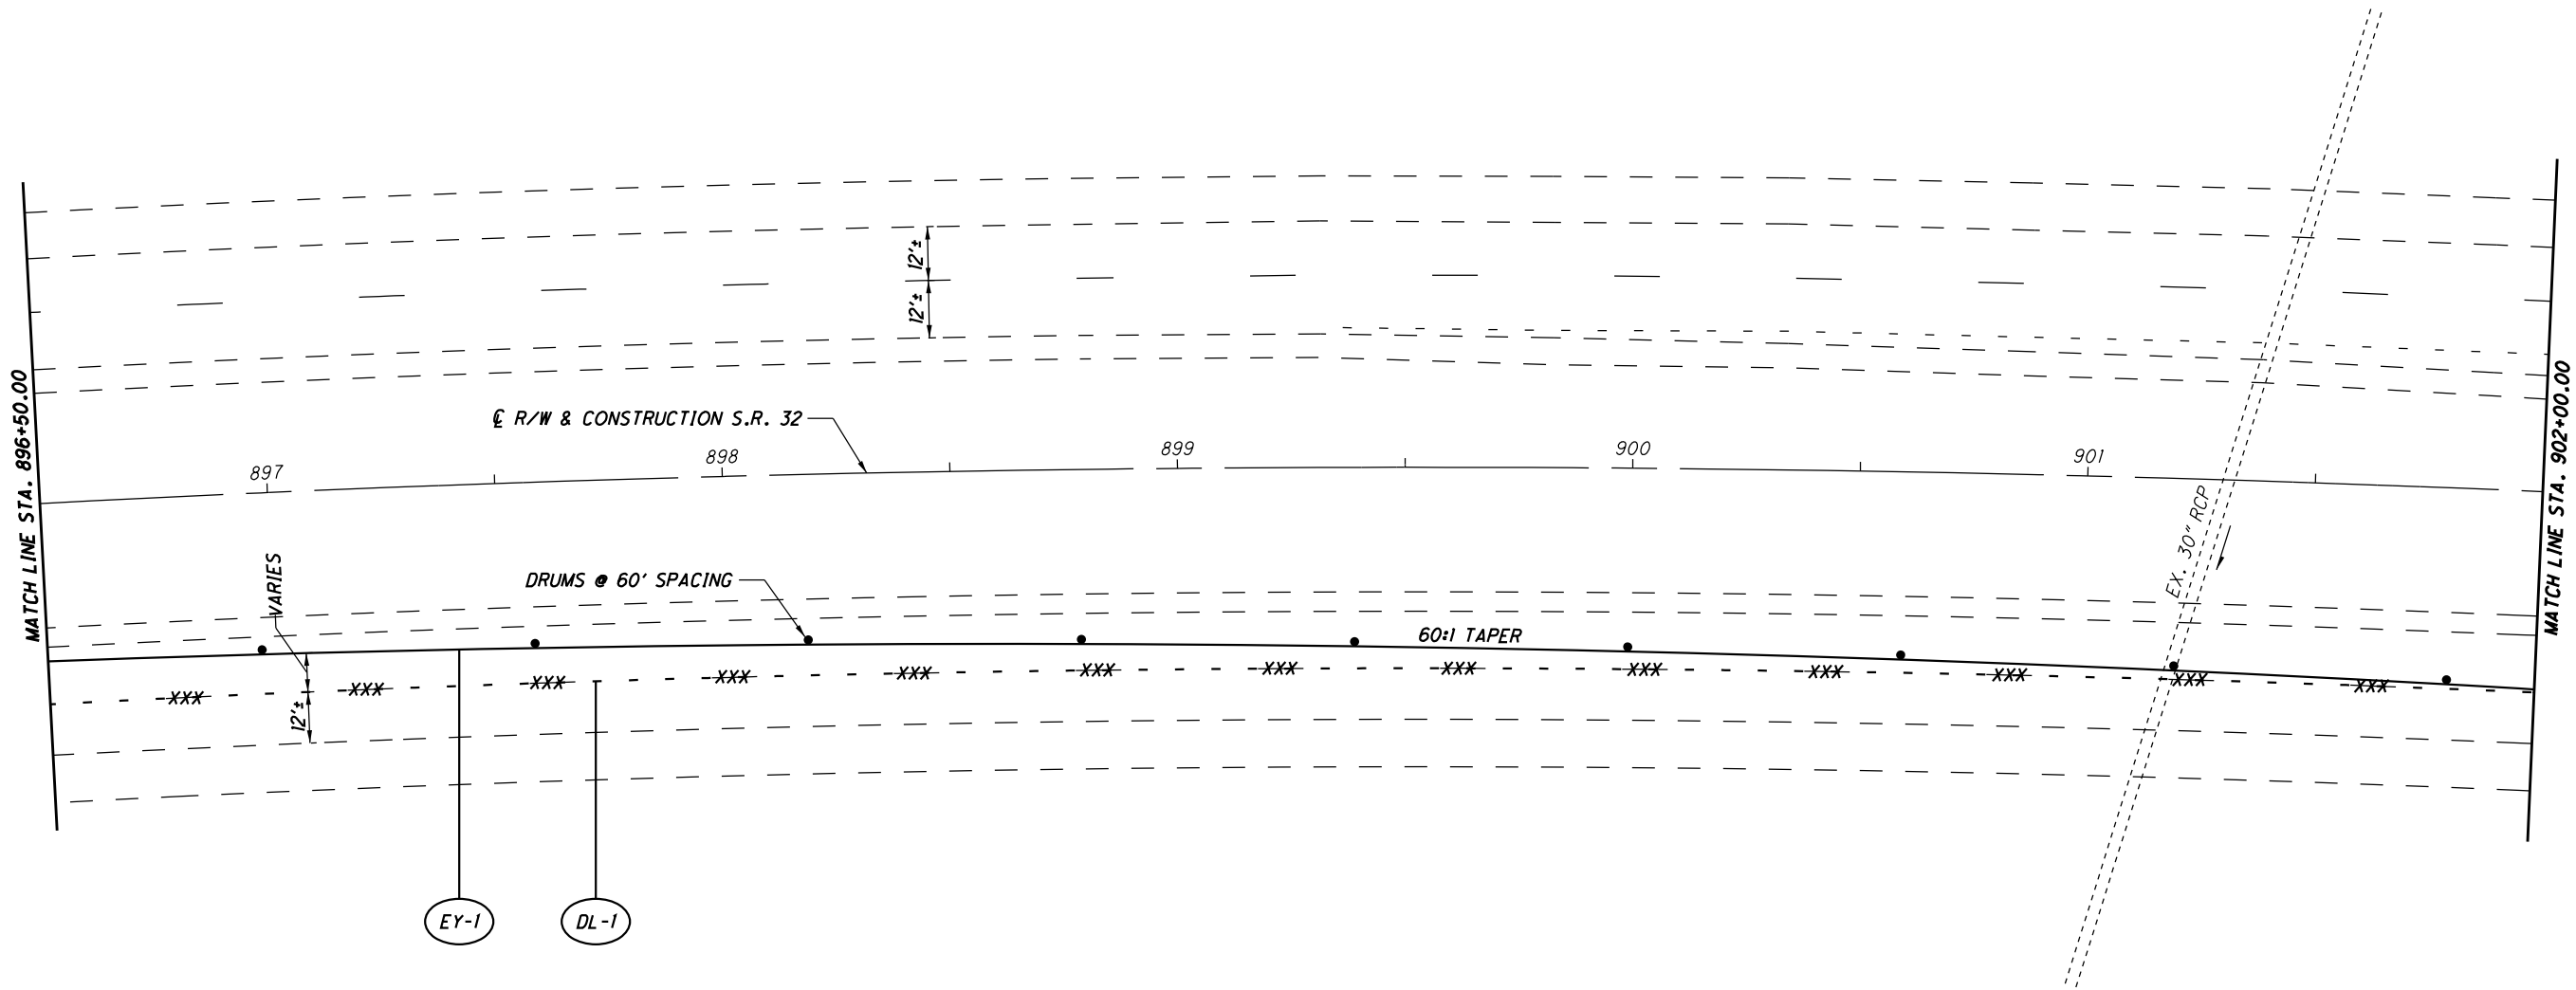 MATCH LINE STA. 896+50.00
12'±
12'±
℄ R/W & CONSTRUCTION S.R. 32
897
898
899
900
901
EX. 30" RCP
MATCH LINE STA. 902+00.00
VARIES
DRUMS @ 60' SPACING
60:1 TAPER
XXX XXX XXX XXX XXX XXX XXX XXX XXX XXX XXX XXX XXX
12'±
EY-1
DL-1